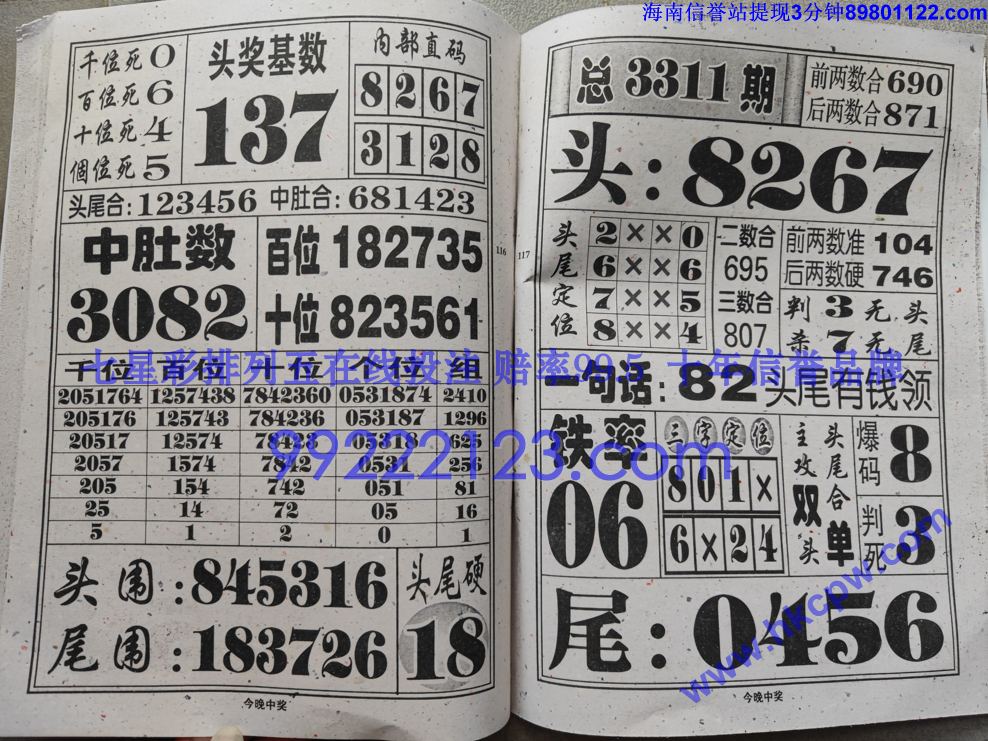 海南信誉站提现3分钟89801122.com
千位死0
百位死6
十位死4
個位死5
头奖基数
137
内部直码
8267
3128
头尾合:123456 中肚合:681423
中肚数
3082
百位 182735
十位 823561
千位 百位 十位 个位 组
2051764 1257438 7842360 0531874 2410
205176 125743 784236 053187 1296
20517 12574 78423 05318 625
2057 1574 7842 0531 256
205 154 742 051 81
25 14 72 05 16
5 1 2 0 1
头围:845316
尾围:183726
头尾硬
18
今晚中奖
116
117
总3311期
前两数合690
后两数合871
头:8267
头尾定位
2××0
6××6
7××5
8××4
二数合
695
三数合
807
前两数准104
后两数硬746
判3无头
杀7无尾
一句话:82头尾有钱领
铁率
06
三字定位
801×
6×24
主攻双头
头尾合单
爆码8
判死3
尾:0456
今晚中奖
七星彩排列五在线投注 赔率99.5 十年信誉品牌
99222123.com
www.hkcpw.com